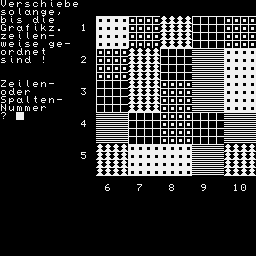 Verschiebe
solange,
bis die
Grafikz.
zeilen-
weise ge-
ordnet
sind !
Zeilen-
oder
Spalten-
Nummer
?
1
2
3
4
5
6 7 8 9 10